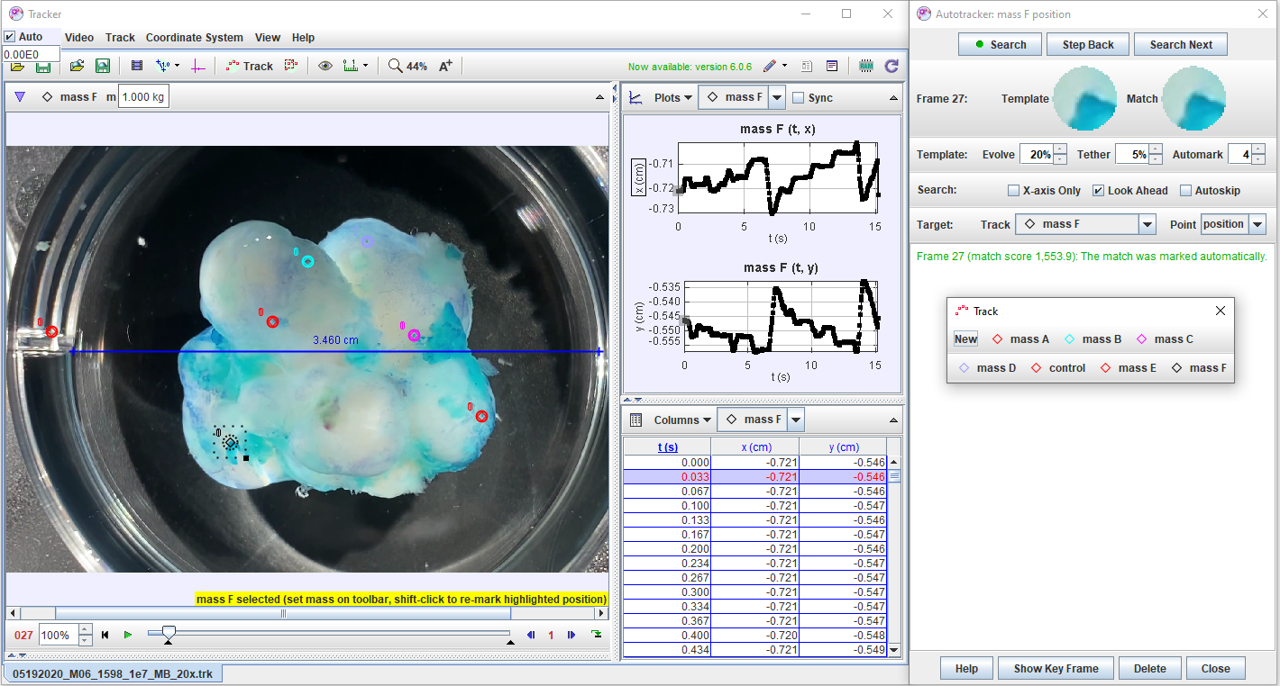 Tracker
Auto Video Track Coordinate System View Help
0.00E0
Track 44% A+ Now available: version 6.0.6
mass F m 1.000 kg
0
0
0
0
0
0
0
3.460 cm
mass F selected (set mass on toolbar, shift-click to re-mark highlighted position)
027 100% 1
05192020_M06_1598_1e7_MB_20x.trk
Plots mass F Sync
mass F (t, x)
x (cm)
-0.71
-0.72
-0.73
0 5 10 15
t (s)
mass F (t, y)
y (cm)
-0.535
-0.540
-0.545
-0.550
-0.555
0 5 10 15
t (s)
Columns mass F
t (s) x (cm) y (cm)
0.000 -0.721 -0.546
0.033 -0.721 -0.546
0.067 -0.721 -0.546
0.100 -0.721 -0.547
0.133 -0.721 -0.546
0.167 -0.721 -0.547
0.200 -0.721 -0.546
0.234 -0.721 -0.547
0.267 -0.721 -0.547
0.300 -0.721 -0.547
0.334 -0.721 -0.547
0.367 -0.721 -0.547
0.400 -0.720 -0.548
0.434 -0.721 -0.549
Autotracker: mass F position
Search Step Back Search Next
Frame 27: Template Match
Template: Evolve 20% Tether 5% Automark 4
Search: X-axis Only Look Ahead Autoskip
Target: Track mass F Point position
Frame 27 (match score 1,553.9): The match was marked automatically.
Track
New mass A mass B mass C
mass D control mass E mass F
Help Show Key Frame Delete Close